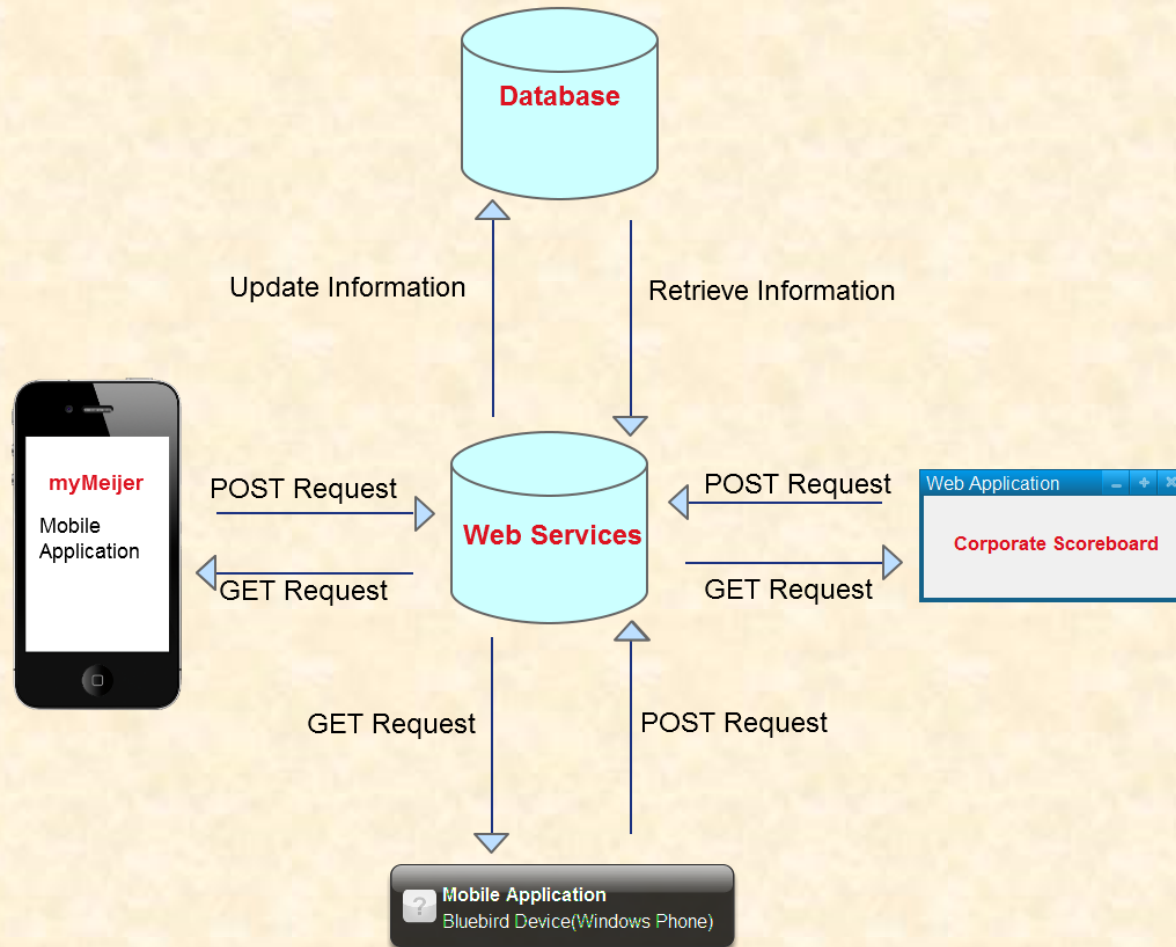 Database
Update Information
Retrieve Information
myMeijer
Mobile
Application
POST Request
GET Request
Web Services
POST Request
GET Request
Web Application
Corporate Scoreboard
GET Request
POST Request
Mobile Application
Bluebird Device(Windows Phone)